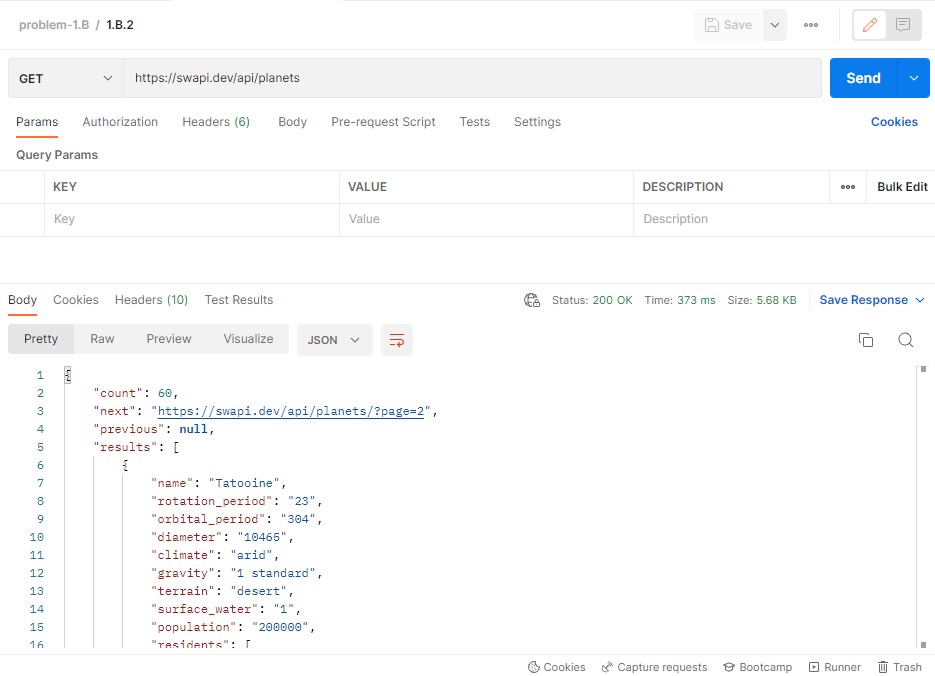 problem-1.B / 1.B.2
Save
GET
https://swapi.dev/api/planets
Send
Params Authorization Headers (6) Body Pre-request Script Tests Settings Cookies
Query Params
KEY VALUE DESCRIPTION Bulk Edit
Key Value Description
Body Cookies Headers (10) Test Results Status: 200 OK Time: 373 ms Size: 5.68 KB Save Response
Pretty Raw Preview Visualize JSON
1 {
2 "count": 60,
3 "next": "https://swapi.dev/api/planets/?page=2",
4 "previous": null,
5 "results": [
6 {
7 "name": "Tatooine",
8 "rotation_period": "23",
9 "orbital_period": "304",
10 "diameter": "10465",
11 "climate": "arid",
12 "gravity": "1 standard",
13 "terrain": "desert",
14 "surface_water": "1",
15 "population": "200000",
16 "residents": [
Cookies Capture requests Bootcamp Runner Trash